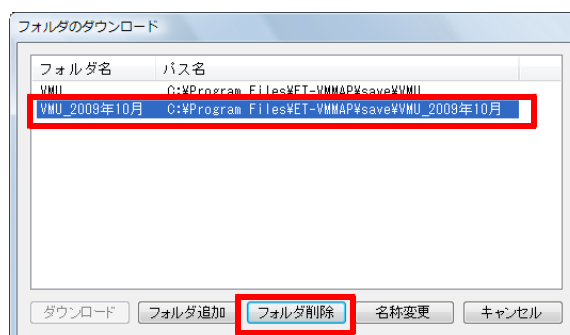 フォルダのダウンロード
フォルダ名 パス名
VMU C:¥Program Files¥ET-VMMAP¥save¥VMU
VMU_2009年10月 C:¥Program Files¥ET-VMMAP¥save¥VMU_2009年10月
ダウンロード フォルダ追加 フォルダ削除 名称変更 キャンセル